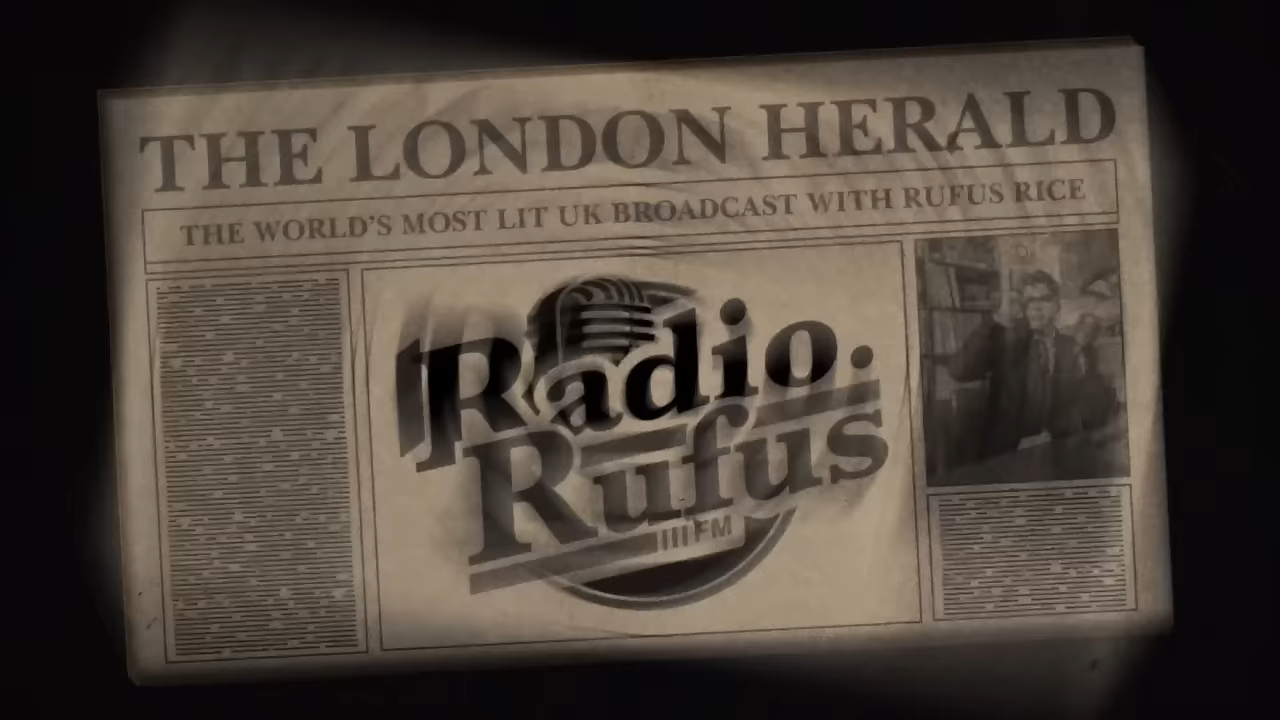 THE LONDON HERALD
THE WORLD'S MOST LIT UK BROADCAST WITH RUFUS RICE
Radio.
Rufus
FM